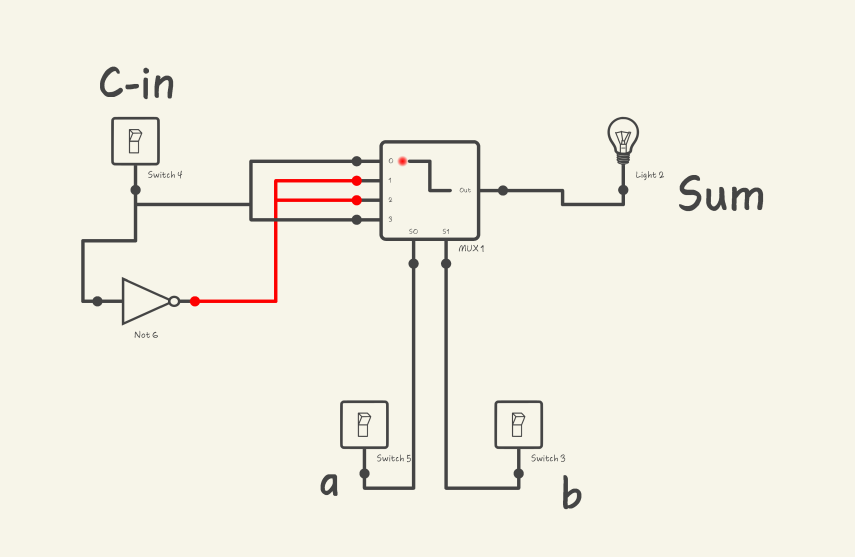 C-in
Switch 4
Light 2
Sum
0
1
2
3
Out
S0 S1
MUX 1
Not 6
Switch 5
Switch 3
a
b